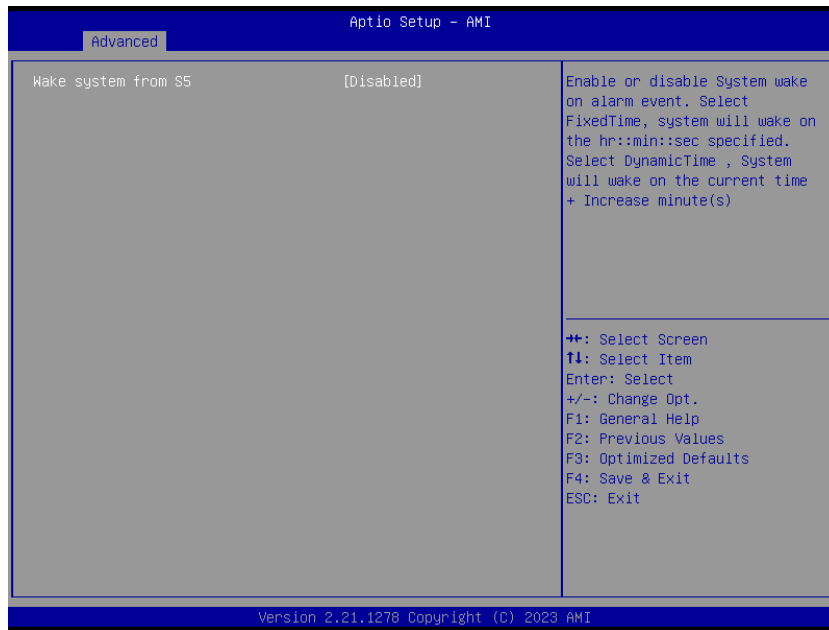 Aptio Setup – AMI
Advanced
Wake system from S5 [Disabled]
Enable or disable System wake
on alarm event. Select
FixedTime, system will wake on
the hr::min::sec specified.
Select DynamicTime , System
will wake on the current time
+ Increase minute(s)
→←: Select Screen
↑↓: Select Item
Enter: Select
+/-: Change Opt.
F1: General Help
F2: Previous Values
F3: Optimized Defaults
F4: Save & Exit
ESC: Exit
Version 2.21.1278 Copyright (C) 2023 AMI